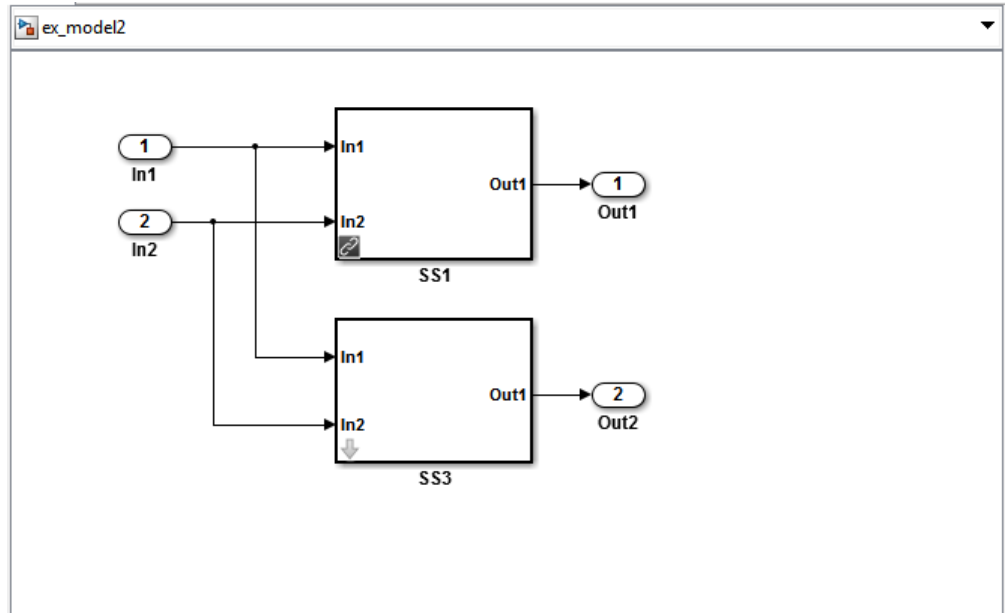 ex_model2
1
In1
2
In2
In1
In2
Out1
SS1
1
Out1
In1
In2
Out1
SS3
2
Out2